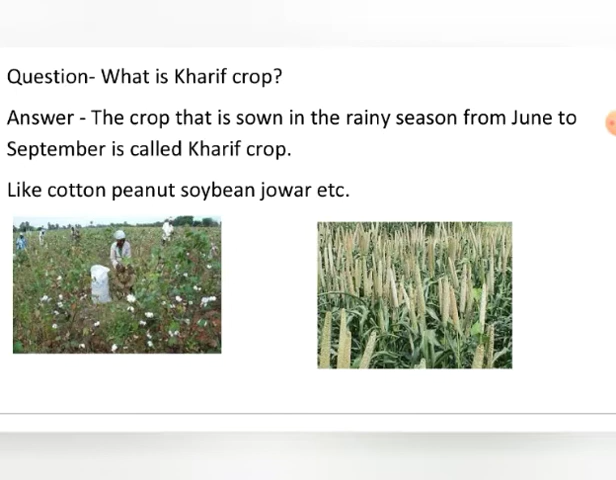 Question- What is Kharif crop?
Answer - The crop that is sown in the rainy season from June to
September is called Kharif crop.
Like cotton peanut soybean jowar etc.